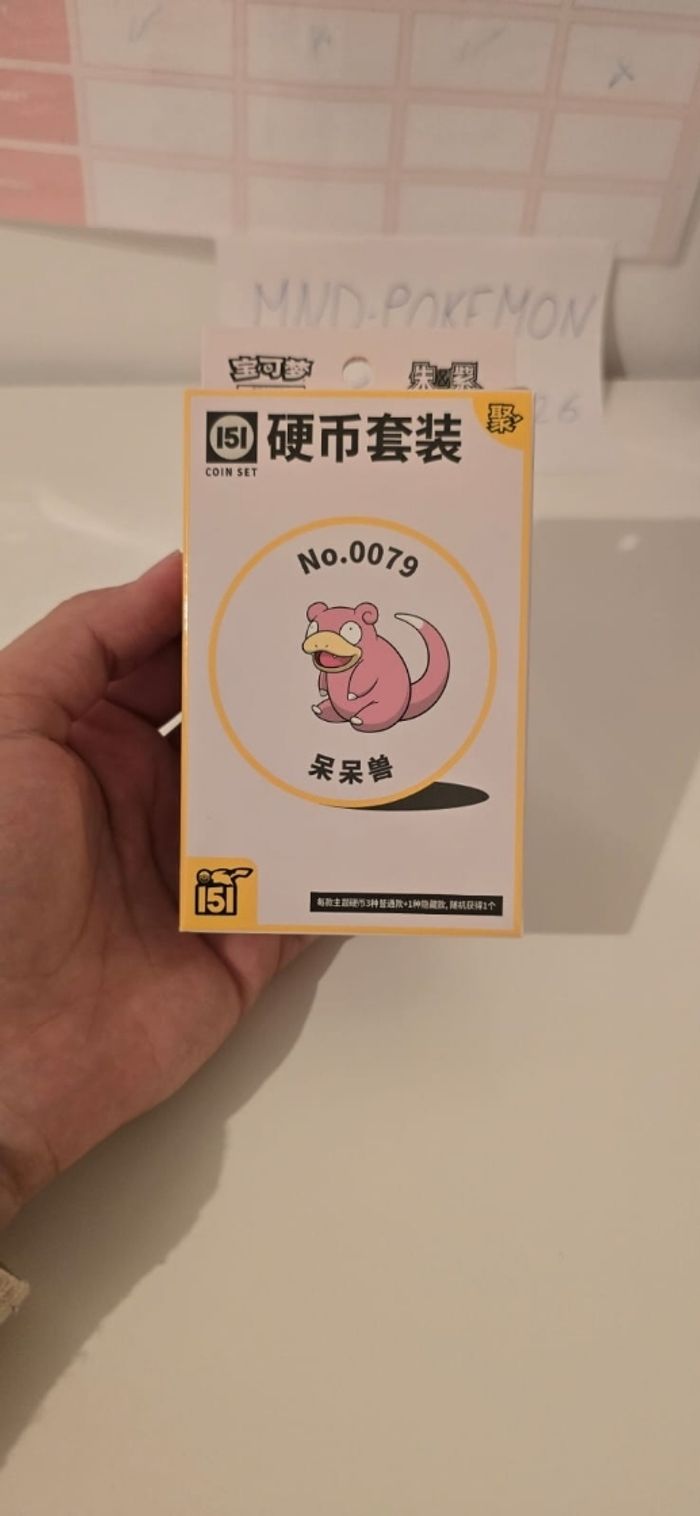 MND-POKEMON
26
宝可梦
朱&紫
151
COIN SET
硬币套装
聚
No.0079
呆呆兽
151
每款主题硬币3种普通款+1种隐藏款, 随机获得1个